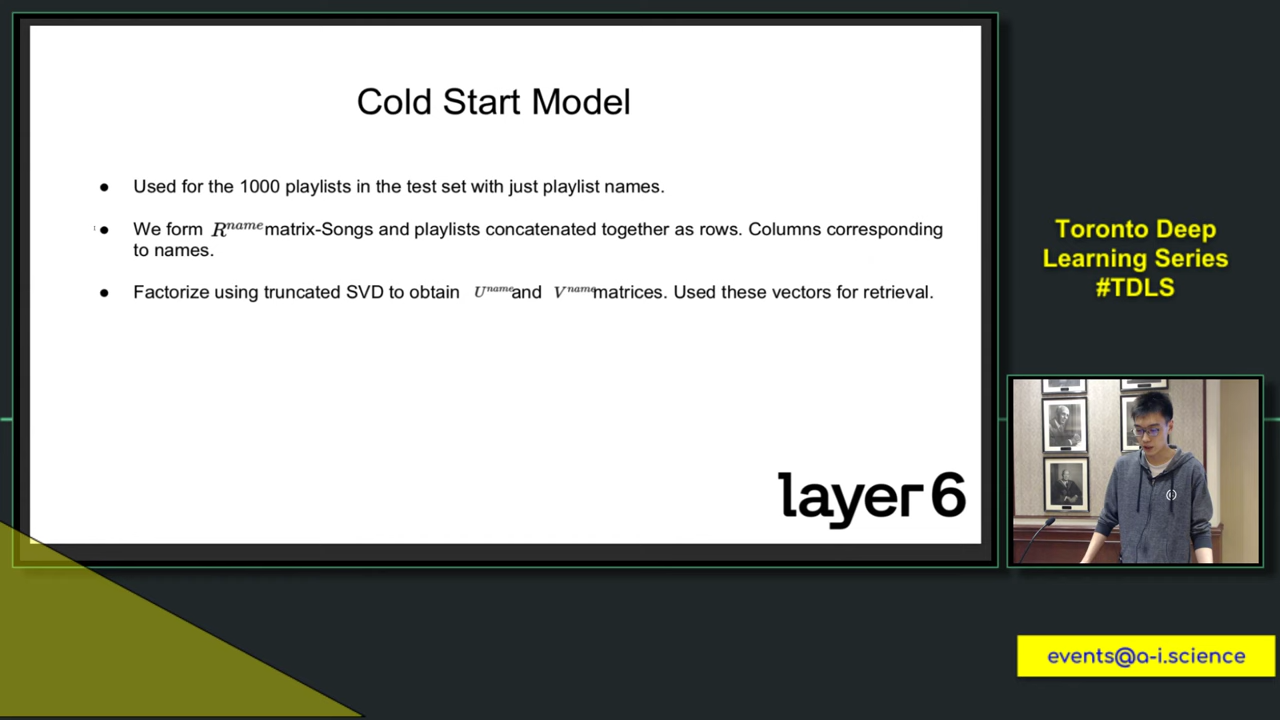 Cold Start Model
● Used for the 1000 playlists in the test set with just playlist names.
● We form R^name matrix-Songs and playlists concatenated together as rows. Columns corresponding
to names.
● Factorize using truncated SVD to obtain U^name and V^name matrices. Used these vectors for retrieval.
layer 6
Toronto Deep
Learning Series
#TDLS
events@a-i.science